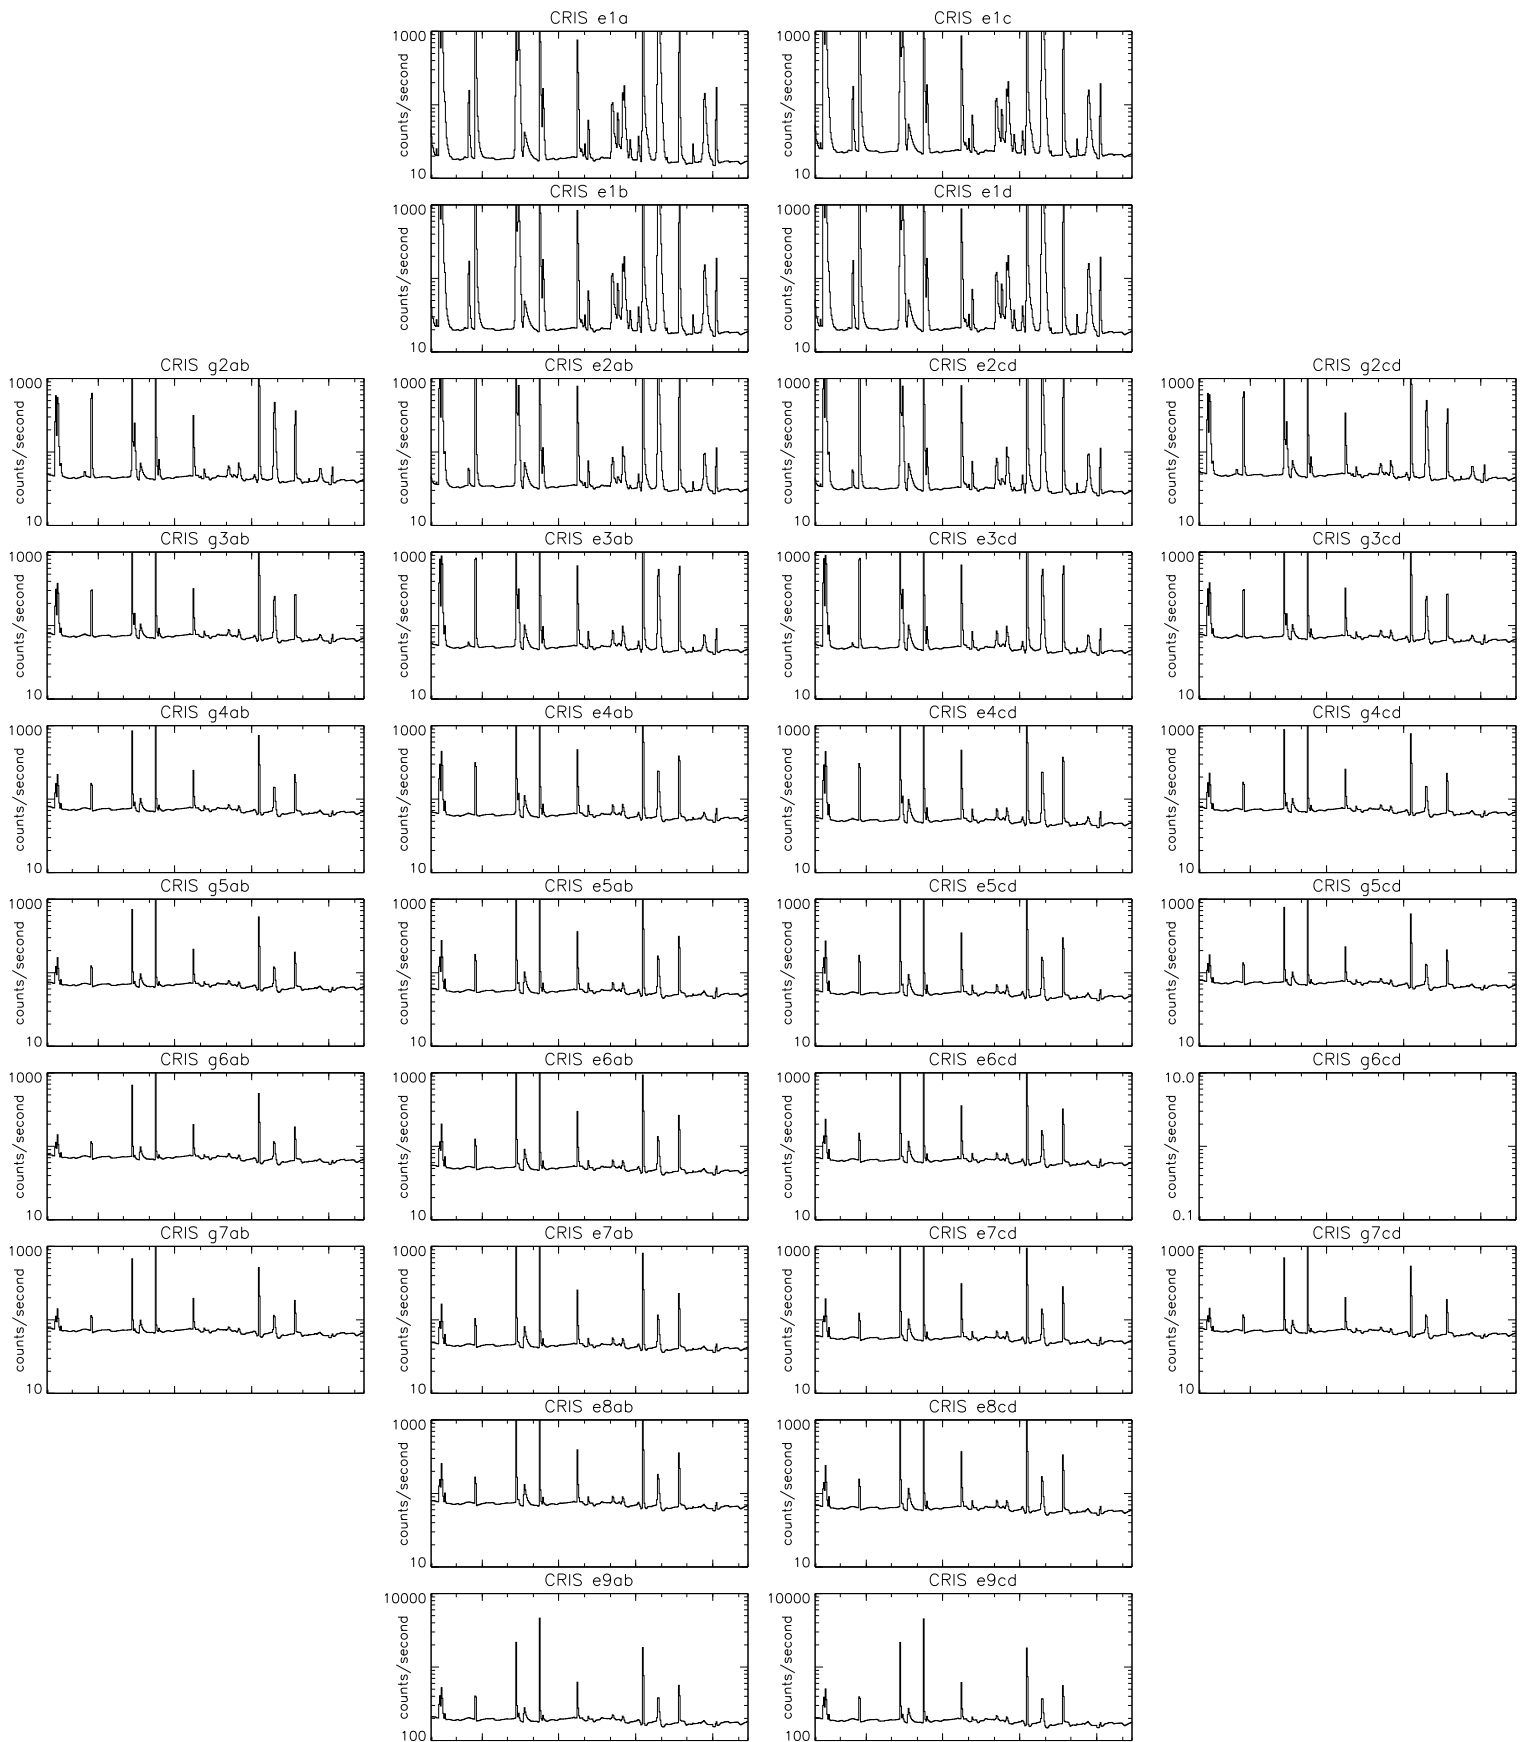 CRIS e1a
CRIS e1c
1000
counts/second
10
1000
counts/second
10
CRIS e1b
CRIS e1d
1000
counts/second
10
1000
counts/second
10
CRIS g2ab
CRIS e2ab
CRIS e2cd
CRIS g2cd
1000
counts/second
10
1000
counts/second
10
1000
counts/second
10
1000
counts/second
10
CRIS g3ab
CRIS e3ab
CRIS e3cd
CRIS g3cd
1000
counts/second
10
1000
counts/second
10
1000
counts/second
10
1000
counts/second
10
CRIS g4ab
CRIS e4ab
CRIS e4cd
CRIS g4cd
1000
counts/second
10
1000
counts/second
10
1000
counts/second
10
1000
counts/second
10
CRIS g5ab
CRIS e5ab
CRIS e5cd
CRIS g5cd
1000
counts/second
10
1000
counts/second
10
1000
counts/second
10
1000
counts/second
10
CRIS g6ab
CRIS e6ab
CRIS e6cd
CRIS g6cd
1000
counts/second
10
1000
counts/second
10
1000
counts/second
10
10.0
counts/second
0.1
CRIS g7ab
CRIS e7ab
CRIS e7cd
CRIS g7cd
1000
counts/second
10
1000
counts/second
10
1000
counts/second
10
1000
counts/second
10
CRIS e8ab
CRIS e8cd
1000
counts/second
10
1000
counts/second
10
CRIS e9ab
CRIS e9cd
10000
counts/second
100
10000
counts/second
100